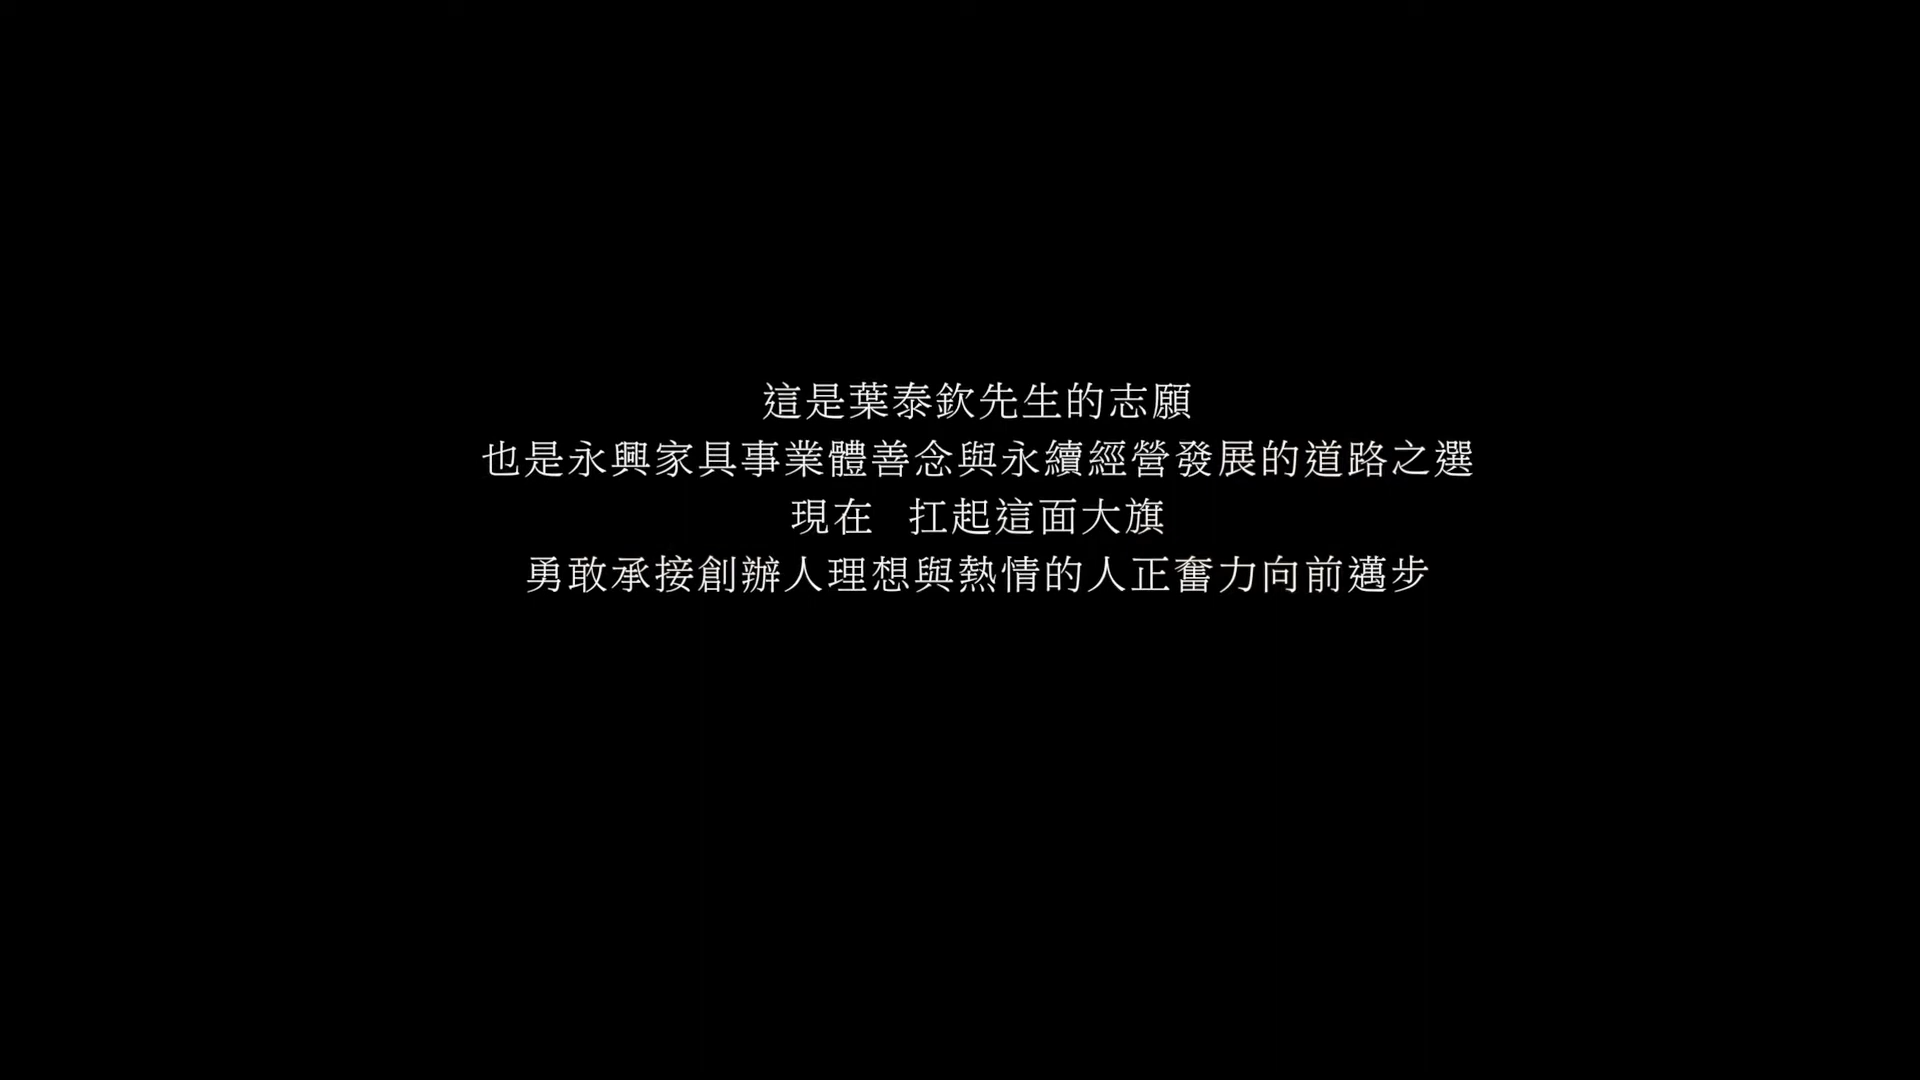 這是葉泰欽先生的志願
也是永興家具事業體善念與永續經營發展的道路之選
現在 扛起這面大旗
勇敢承接創辦人理想與熱情的人正奮力向前邁步